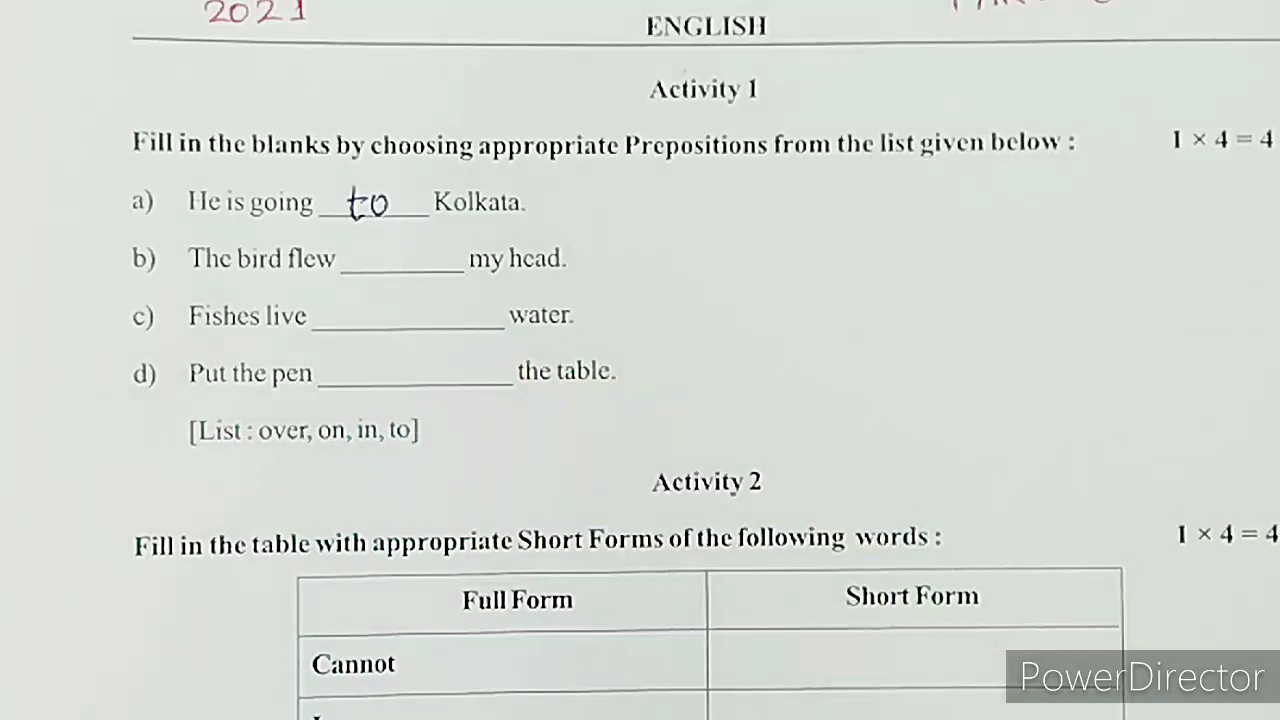 2021
ENGLISH
Activity 1
Fill in the blanks by choosing appropriate Prepositions from the list given below : 1 × 4 = 4
a) He is going to Kolkata.
b) The bird flew __________ my head.
c) Fishes live ________________ water.
d) Put the pen ________________ the table.
[List : over, on, in, to]
Activity 2
Fill in the table with appropriate Short Forms of the following words : 1 × 4 = 4
Full Form Short Form
Cannot
PowerDirector